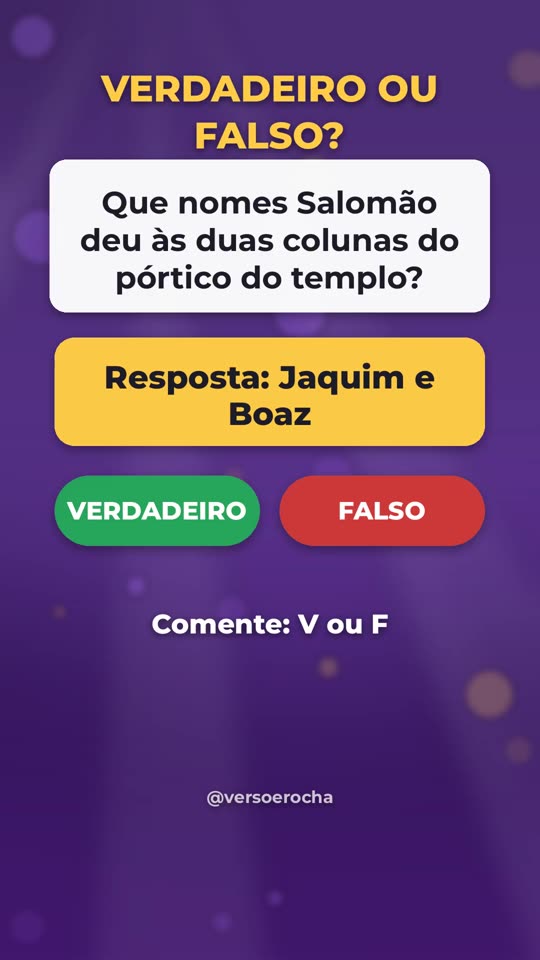 VERDADEIRO OU
FALSO?
Que nomes Salomão
deu às duas colunas do
pórtico do templo?
Resposta: Jaquim e
Boaz
VERDADEIRO
FALSO
Comente: V ou F
@versoerocha